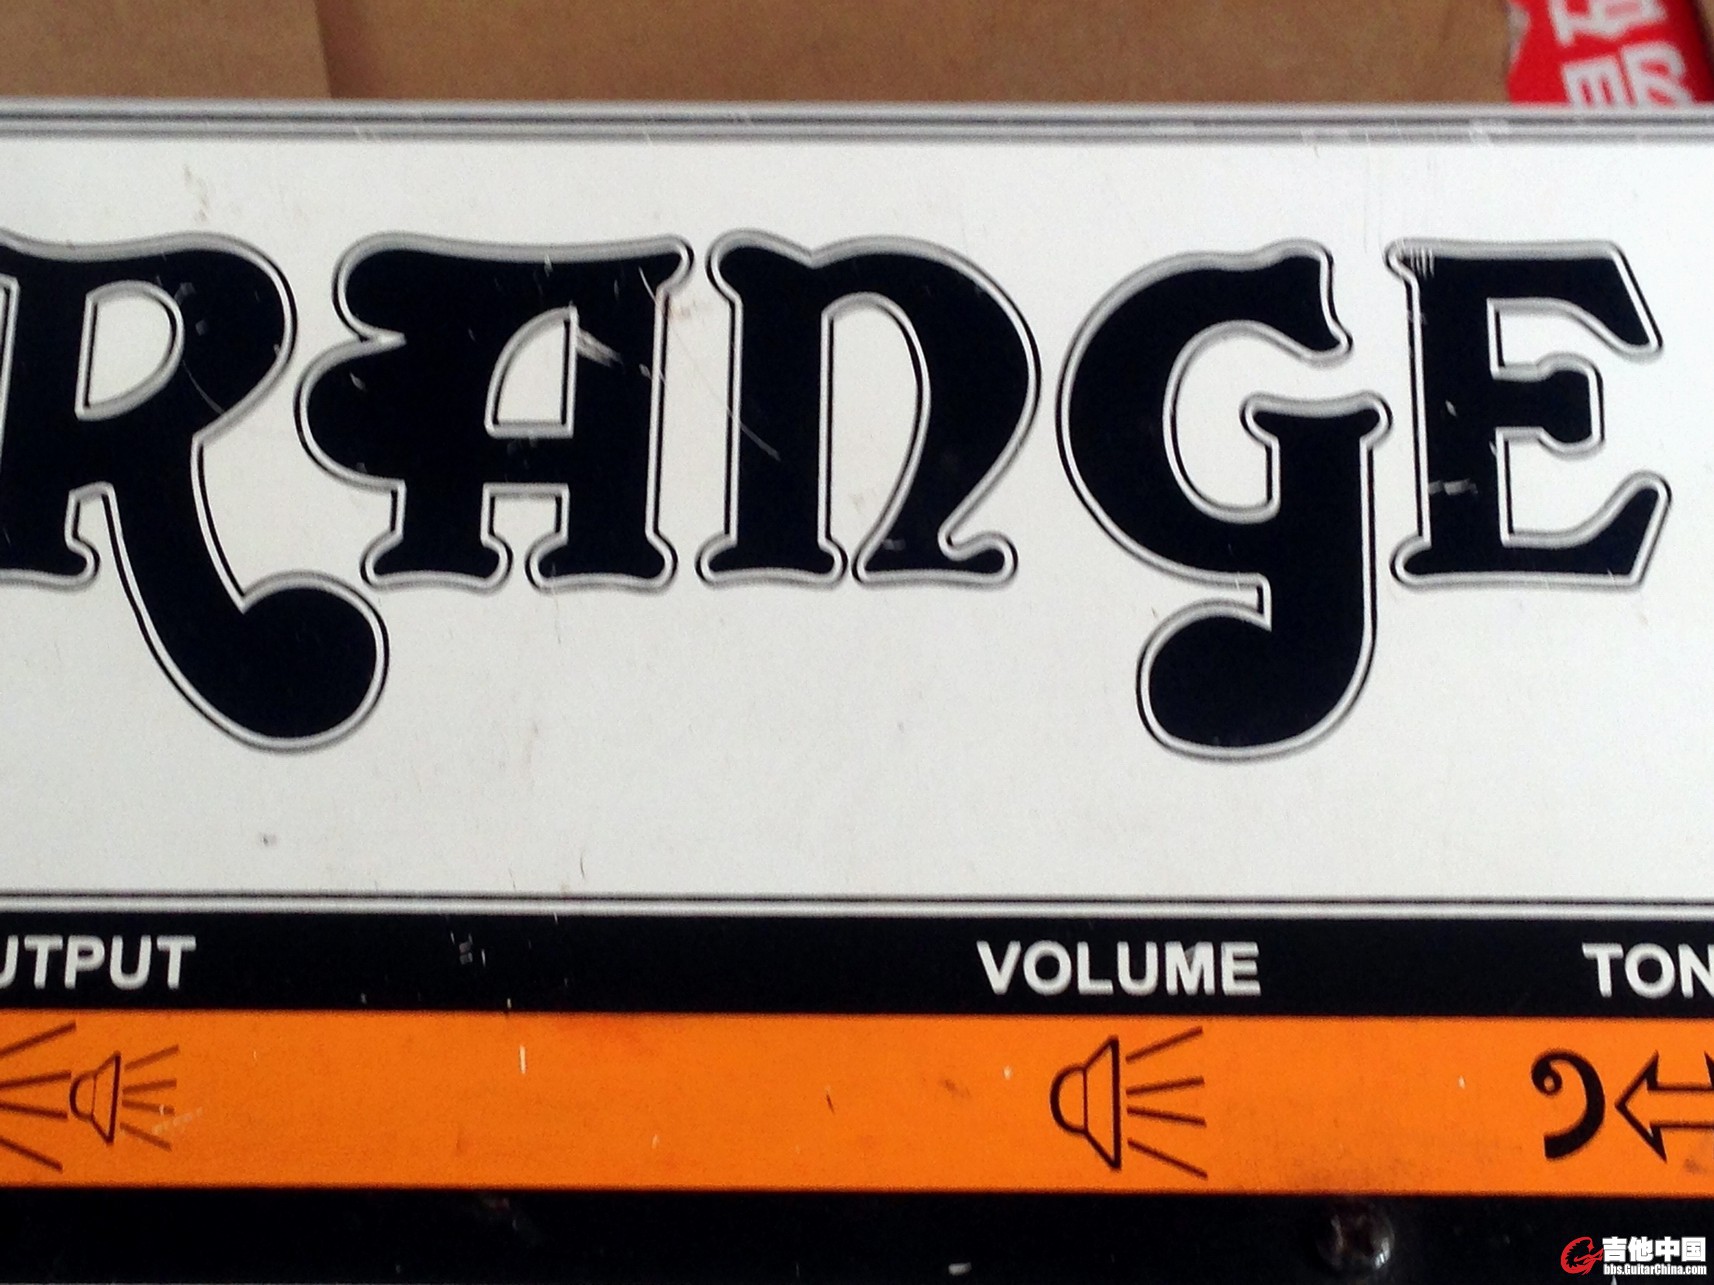 RANGE
UTPUT VOLUME TON
吉他中国
bbs.GuitarChina.com